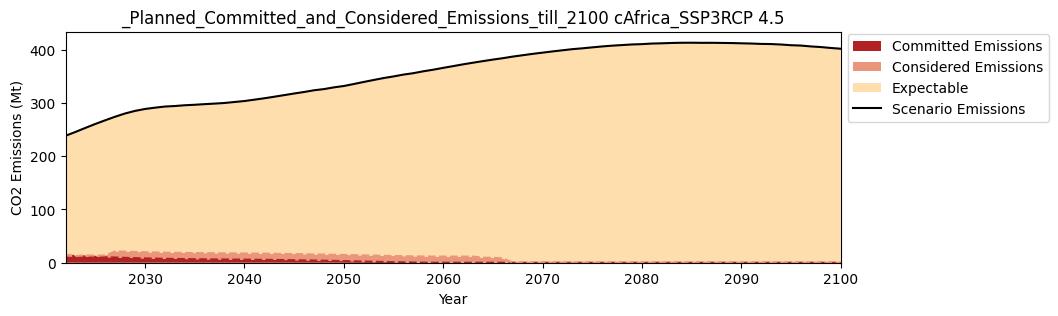 _Planned_Committed_and_Considered_Emissions_till_2100 cAfrica_SSP3RCP 4.5
CO2 Emissions (Mt)
400
300
200
100
0
2030 2040 2050 2060 2070 2080 2090 2100
Year
Committed Emissions
Considered Emissions
Expectable
Scenario Emissions